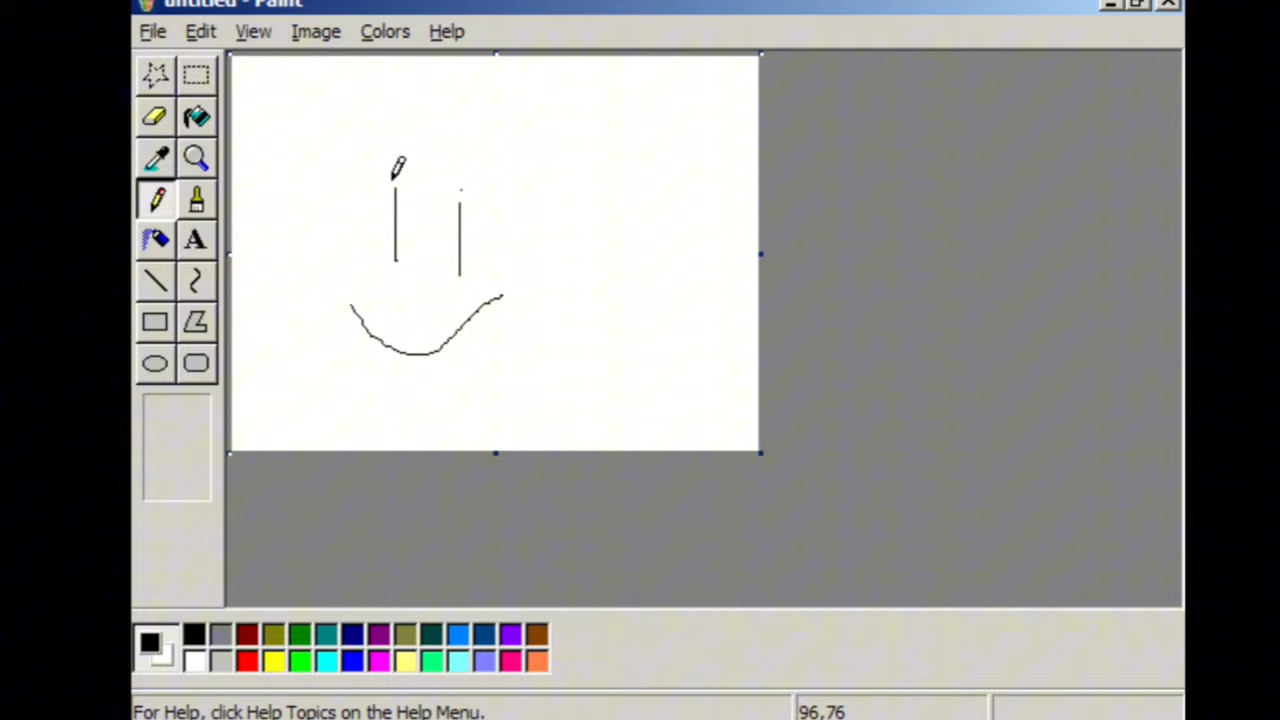 untitled - Paint
File Edit View Image Colors Help
A
For Help, click Help Topics on the Help Menu.
96,76